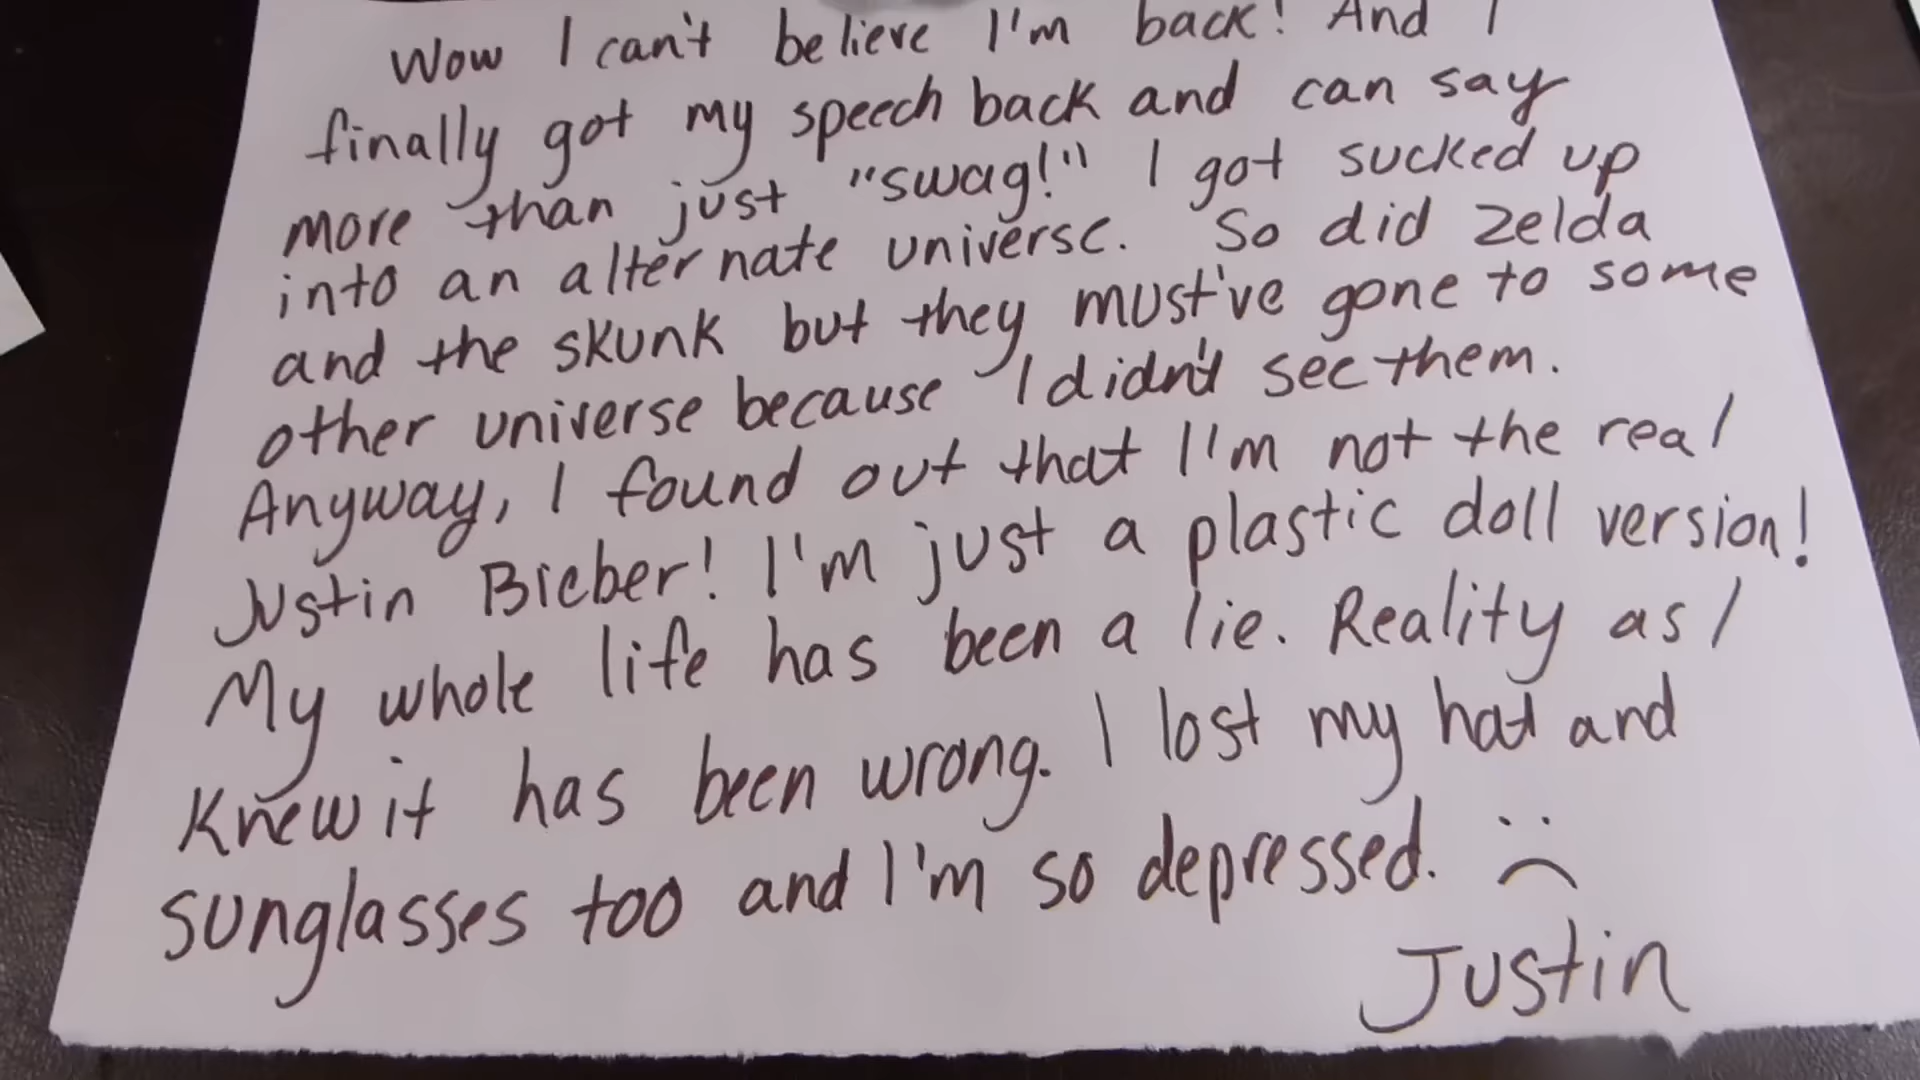 Wow I can't believe I'm back! And I
finally got my speech back and can say
more than just "swag!" I got sucked up
into an alternate universe. So did Zelda
and the skunk but they must've gone to some
other universe because I didn't see them.
Anyway, I found out that I'm not the real
Justin Bieber! I'm just a plastic doll version!
My whole life has been a lie. Reality as I
knew it has been wrong. I lost my hat and
sunglasses too and I'm so depressed. :(
Justin